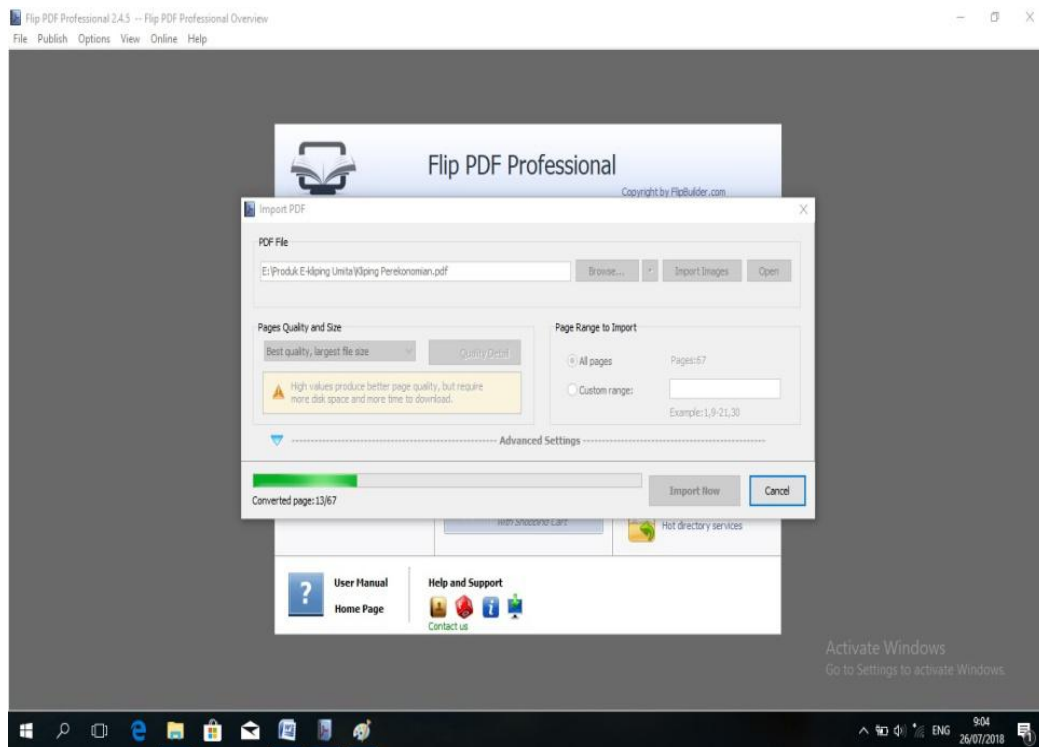 Flip PDF Professional 2.4.5 -- Flip PDF Professional Overview
File Publish Options View Online Help
Flip PDF Professional
Copyright by FlipBuilder.com
Import PDF
PDF File
E:\Produk E-kliping Umita\Kliping Perekonomian.pdf
Browse...
Import Images
Open
Pages Quality and Size
Best quality, largest file size
Quality Detail
High values produce better page quality, but require
more disk space and more time to download.
Page Range to Import
All pages
Pages:67
Custom range:
Example:1,9-21,30
Advanced Settings
Converted page:13/67
Import Now
Cancel
with Shopping Cart
Hot directory services
User Manual
Home Page
Help and Support
Contact us
Activate Windows
Go to Settings to activate Windows.
ENG
9:04
26/07/2018